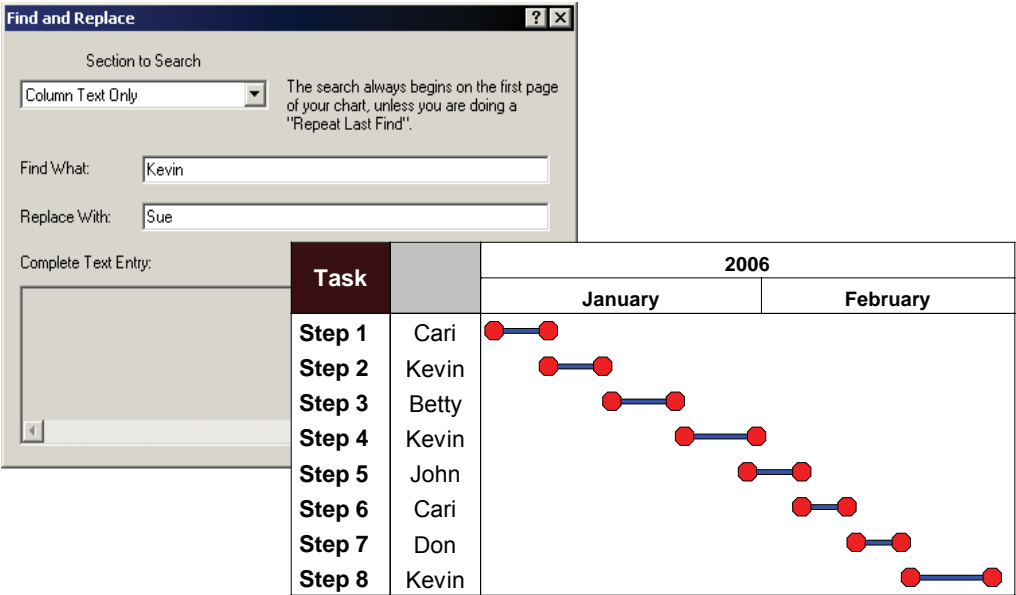 Find and Replace
Section to Search
Column Text Only
The search always begins on the first page
of your chart, unless you are doing a
"Repeat Last Find".
Find What:
Kevin
Replace With:
Sue
Complete Text Entry:
Task
2006
January February
Step 1 Cari
Step 2 Kevin
Step 3 Betty
Step 4 Kevin
Step 5 John
Step 6 Cari
Step 7 Don
Step 8 Kevin